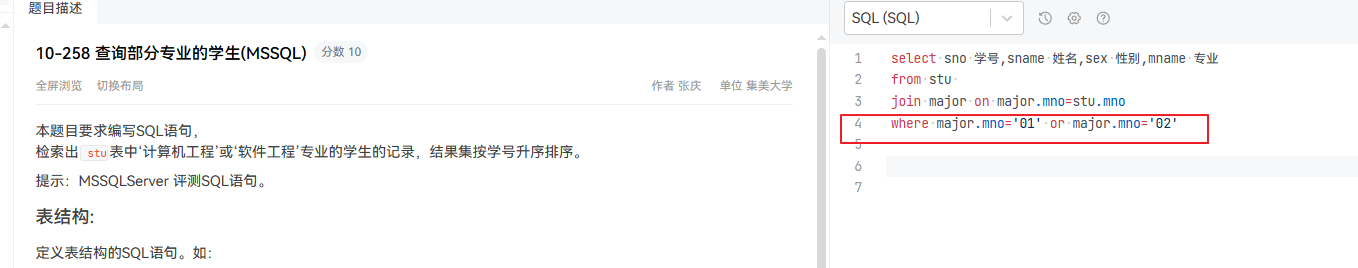 题目描述
10-258 查询部分专业的学生(MSSQL) 分数 10
全屏浏览 切换布局 作者 张庆 单位 集美大学
本题目要求编写SQL语句，
检索出stu表中‘计算机工程’或‘软件工程’专业的学生的记录，结果集按学号升序排序。
提示：MSSQLServer 评测SQL语句。
表结构:
定义表结构的SQL语句。如：
SQL (SQL)
1 select sno 学号,sname 姓名,sex 性别,mname 专业
2 from stu
3 join major on major.mno=stu.mno
4 where major.mno='01' or major.mno='02'
5
6
7